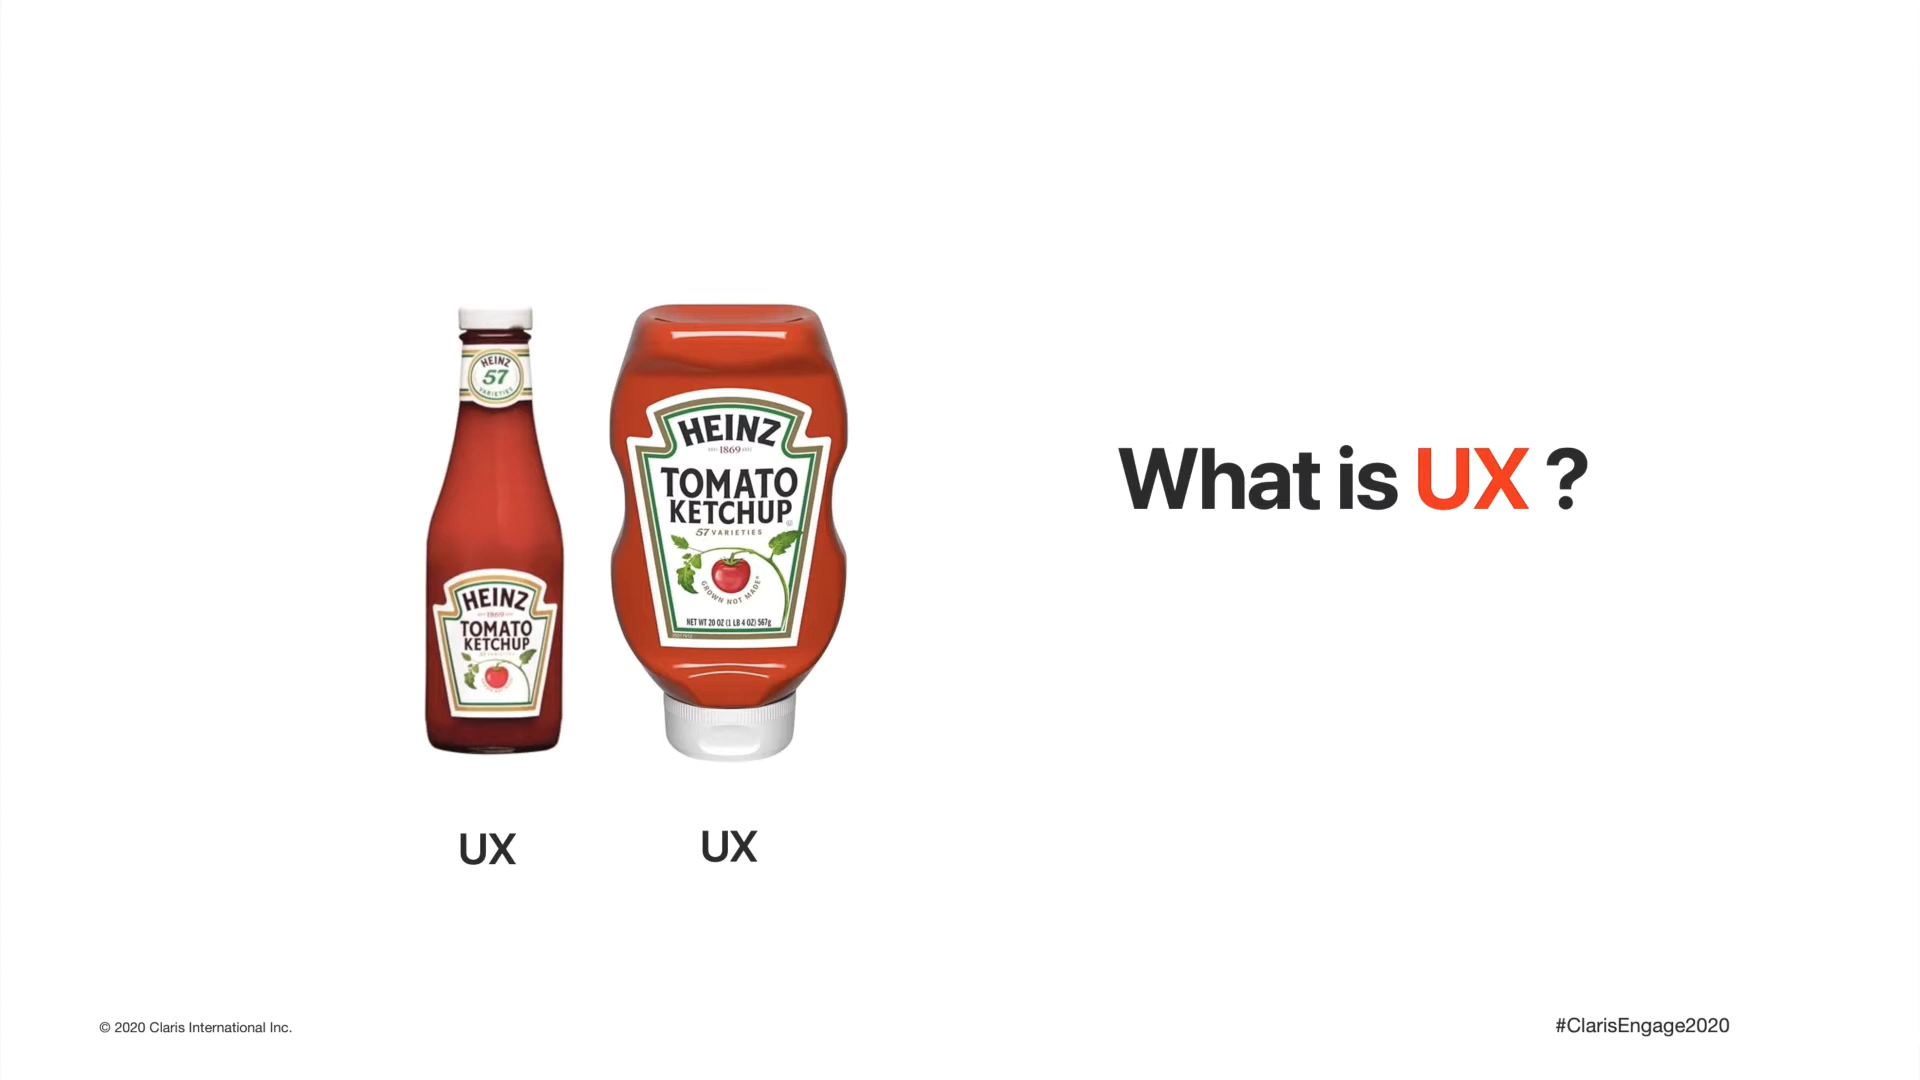 HEINZ
57
VARIETIES
HEINZ
1869
TOMATO
KETCHUP
HEINZ
1869
TOMATO
KETCHUP
57 VARIETIES
GROWN NOT MADE
NET WT 20 OZ (1 LB 4 OZ) 567g
What is UX ?
UX
UX
© 2020 Claris International Inc.
#ClarisEngage2020